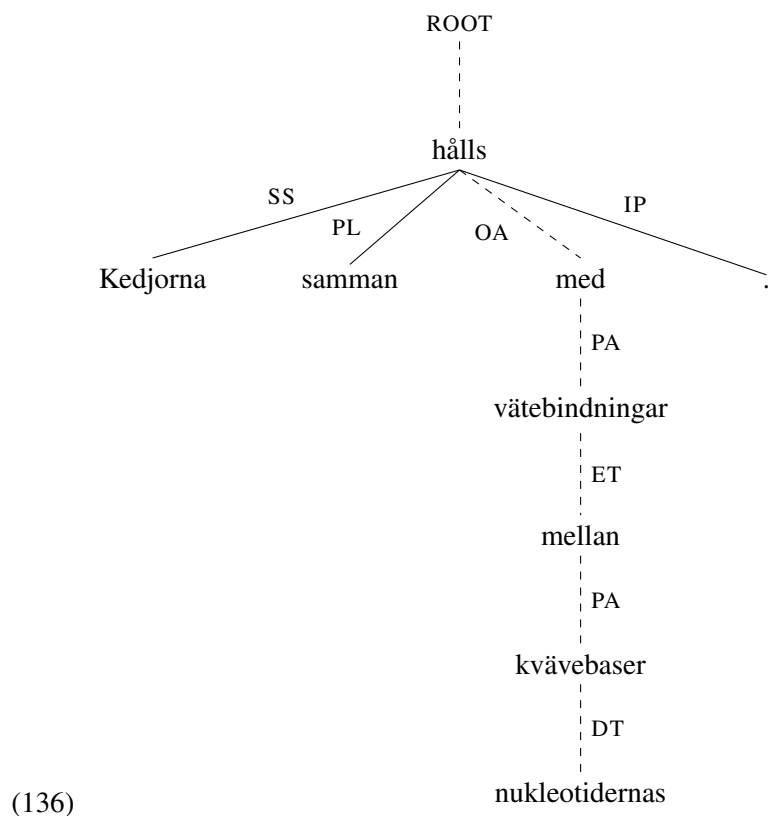 ROOT
hålls
SS
PL
OA
IP
Kedjorna samman med .
PA
vätebindningar
ET
mellan
PA
kvävebaser
DT
nukleotidernas
(136)